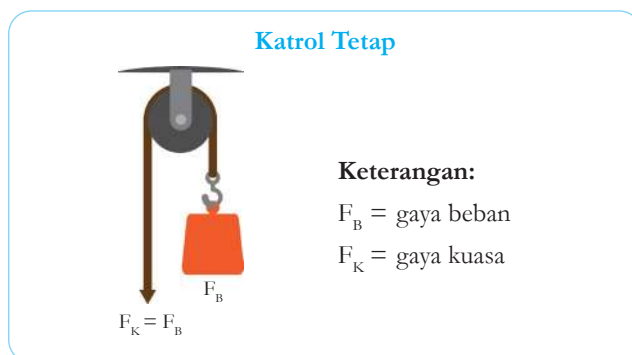 Katrol Tetap
Keterangan:
F_B = gaya beban
F_K = gaya kuasa
F_B
F_K = F_B